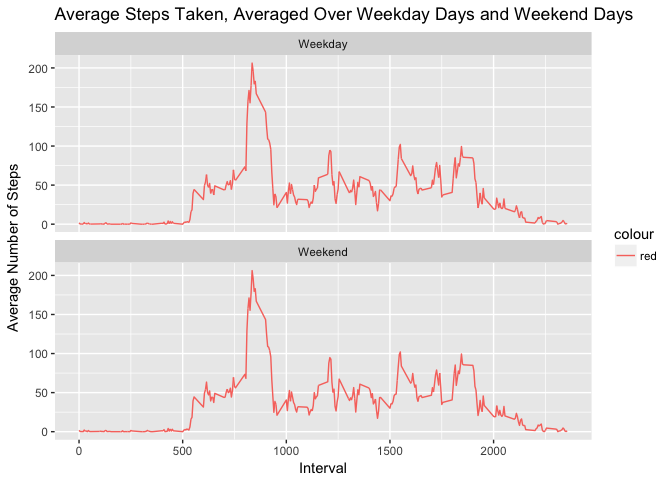 Average Steps Taken, Averaged Over Weekday Days and Weekend Days
Weekday
200
150
100
50
0
Weekend
200
150
100
50
0
0 500 1000 1500 2000
Interval
Average Number of Steps
colour
red